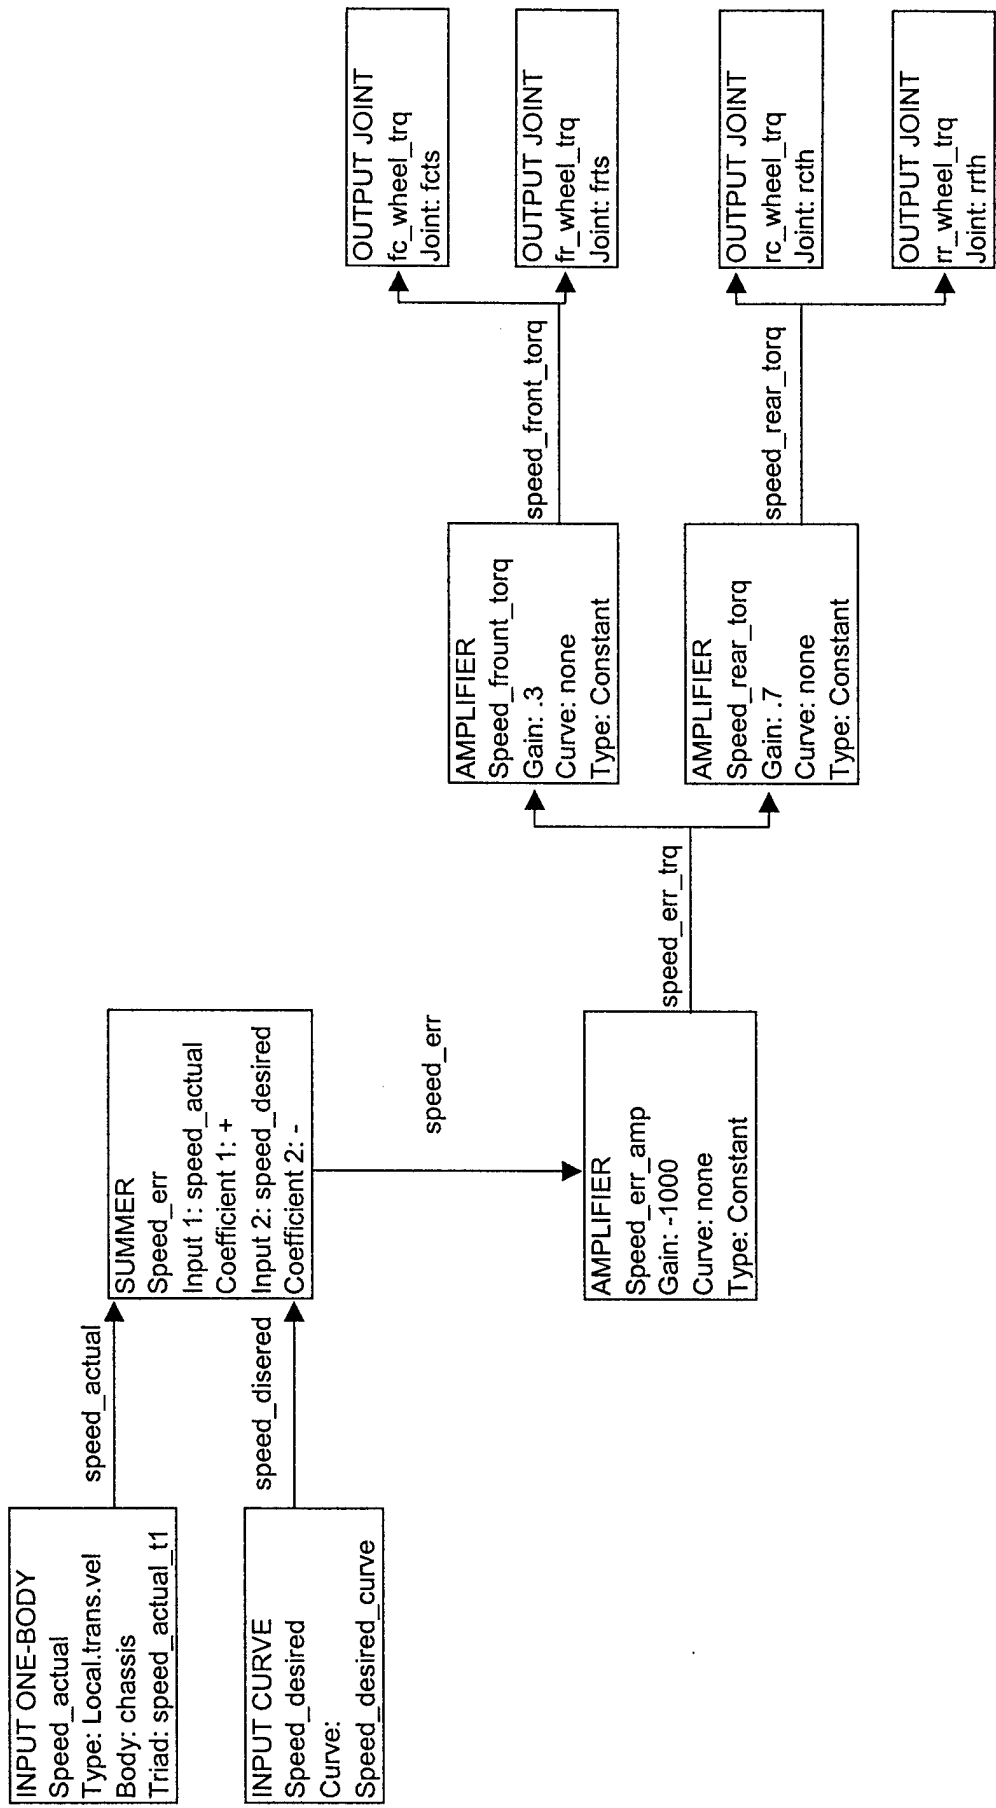 INPUT ONE-BODY
Speed_actual
Type: Local.trans.vel
Body: chassis
Triad: speed_actual_t1
speed_actual
INPUT CURVE
Speed_desired
Curve:
Speed_desired_curve
speed_disered
SUMMER
Speed_err
Input 1: speed_actual
Coefficient 1: +
Input 2: speed_desired
Coefficient 2: -
speed_err
AMPLIFIER
Speed_err_amp
Gain: -1000
Curve: none
Type: Constant
speed_err_trq
AMPLIFIER
Speed_frount_torq
Gain: .3
Curve: none
Type: Constant
speed_front_torq
AMPLIFIER
Speed_rear_torq
Gain: .7
Curve: none
Type: Constant
speed_rear_torq
OUTPUT JOINT
fc_wheel_trq
Joint: fcts
OUTPUT JOINT
fr_wheel_trq
Joint: frts
OUTPUT JOINT
rc_wheel_trq
Joint: rcth
OUTPUT JOINT
rr_wheel_trq
Joint: rrth